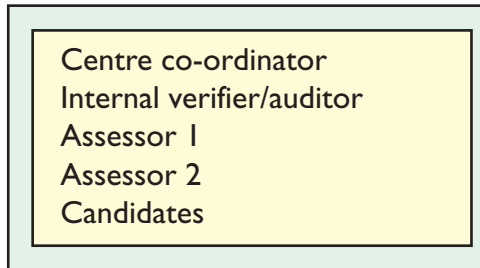 Centre co-ordinator
Internal verifier/auditor
Assessor 1
Assessor 2
Candidates